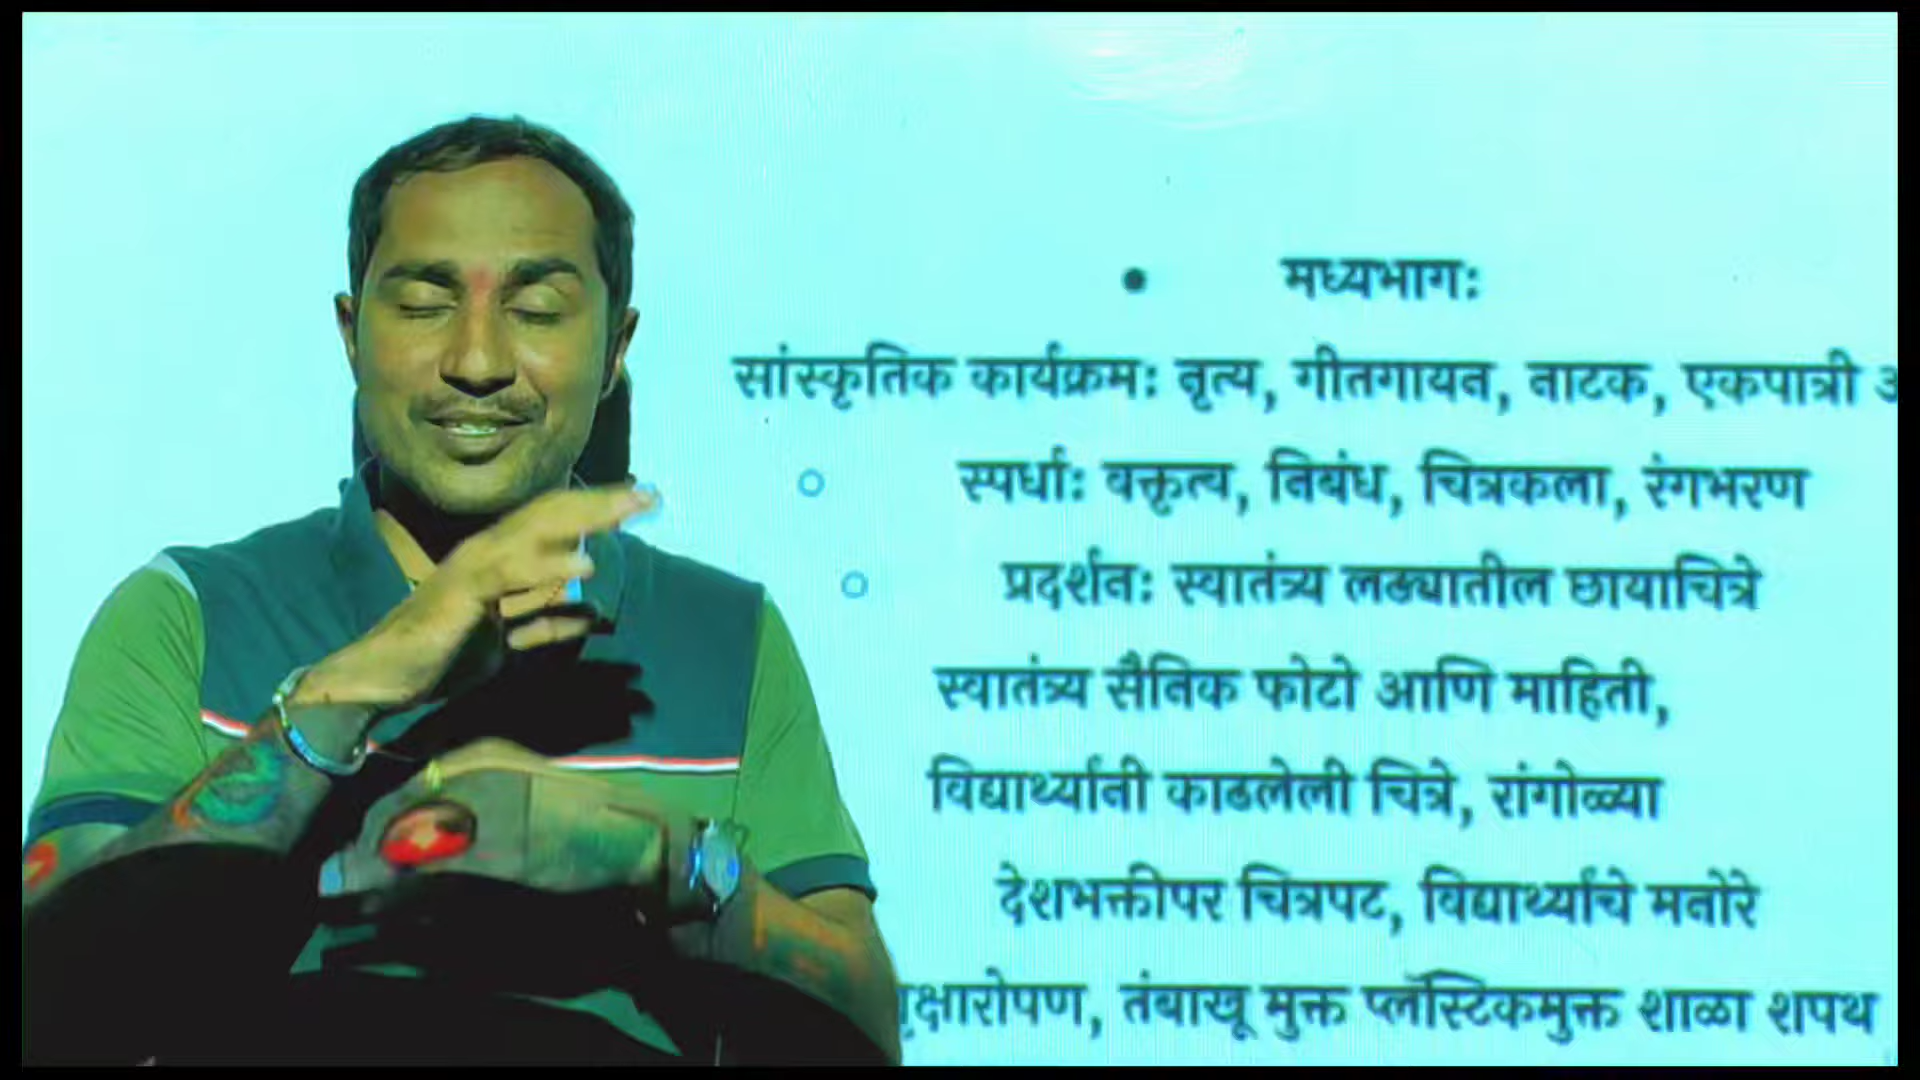 • मध्यभागः
सांस्कृतिक कार्यक्रमः नृत्य, गीतगायन, नाटक, एकपात्री
स्पर्धाः वक्तृत्व, निबंध, चित्रकला, रंगभरण
प्रदर्शनः स्वातंत्र्य लढ्यातील छायाचित्रे
स्वातंत्र्य सैनिक फोटो आणि माहिती,
विद्यार्थ्यांनी काढलेली चित्रे, रांगोळ्या
देशभक्तीपर चित्रपट, विद्यार्थ्यांचे मनोरे
तंबाखू मुक्त प्लॅस्टिकमुक्त शाळा शपथ